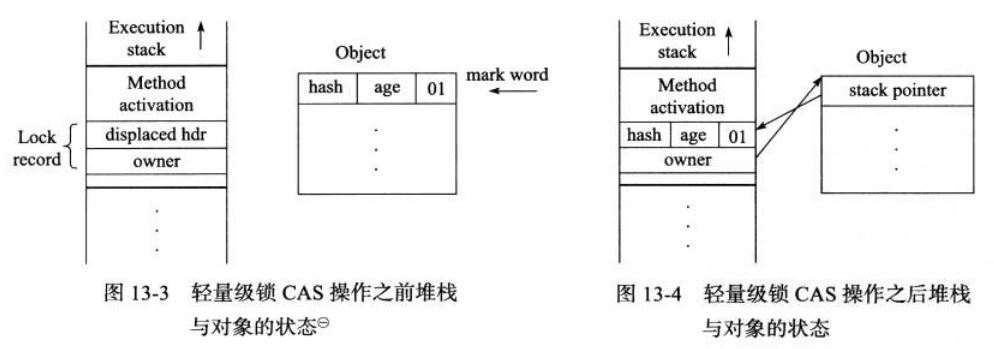 Execution
stack
Method
activation
Lock
record
displaced hdr
owner
Object
hash age 01
mark word
图 13-3 轻量级锁 CAS 操作之前堆栈
与对象的状态㊀
Execution
stack
Method
activation
hash age 01
owner
Object
stack pointer
图 13-4 轻量级锁 CAS 操作之后堆栈
与对象的状态